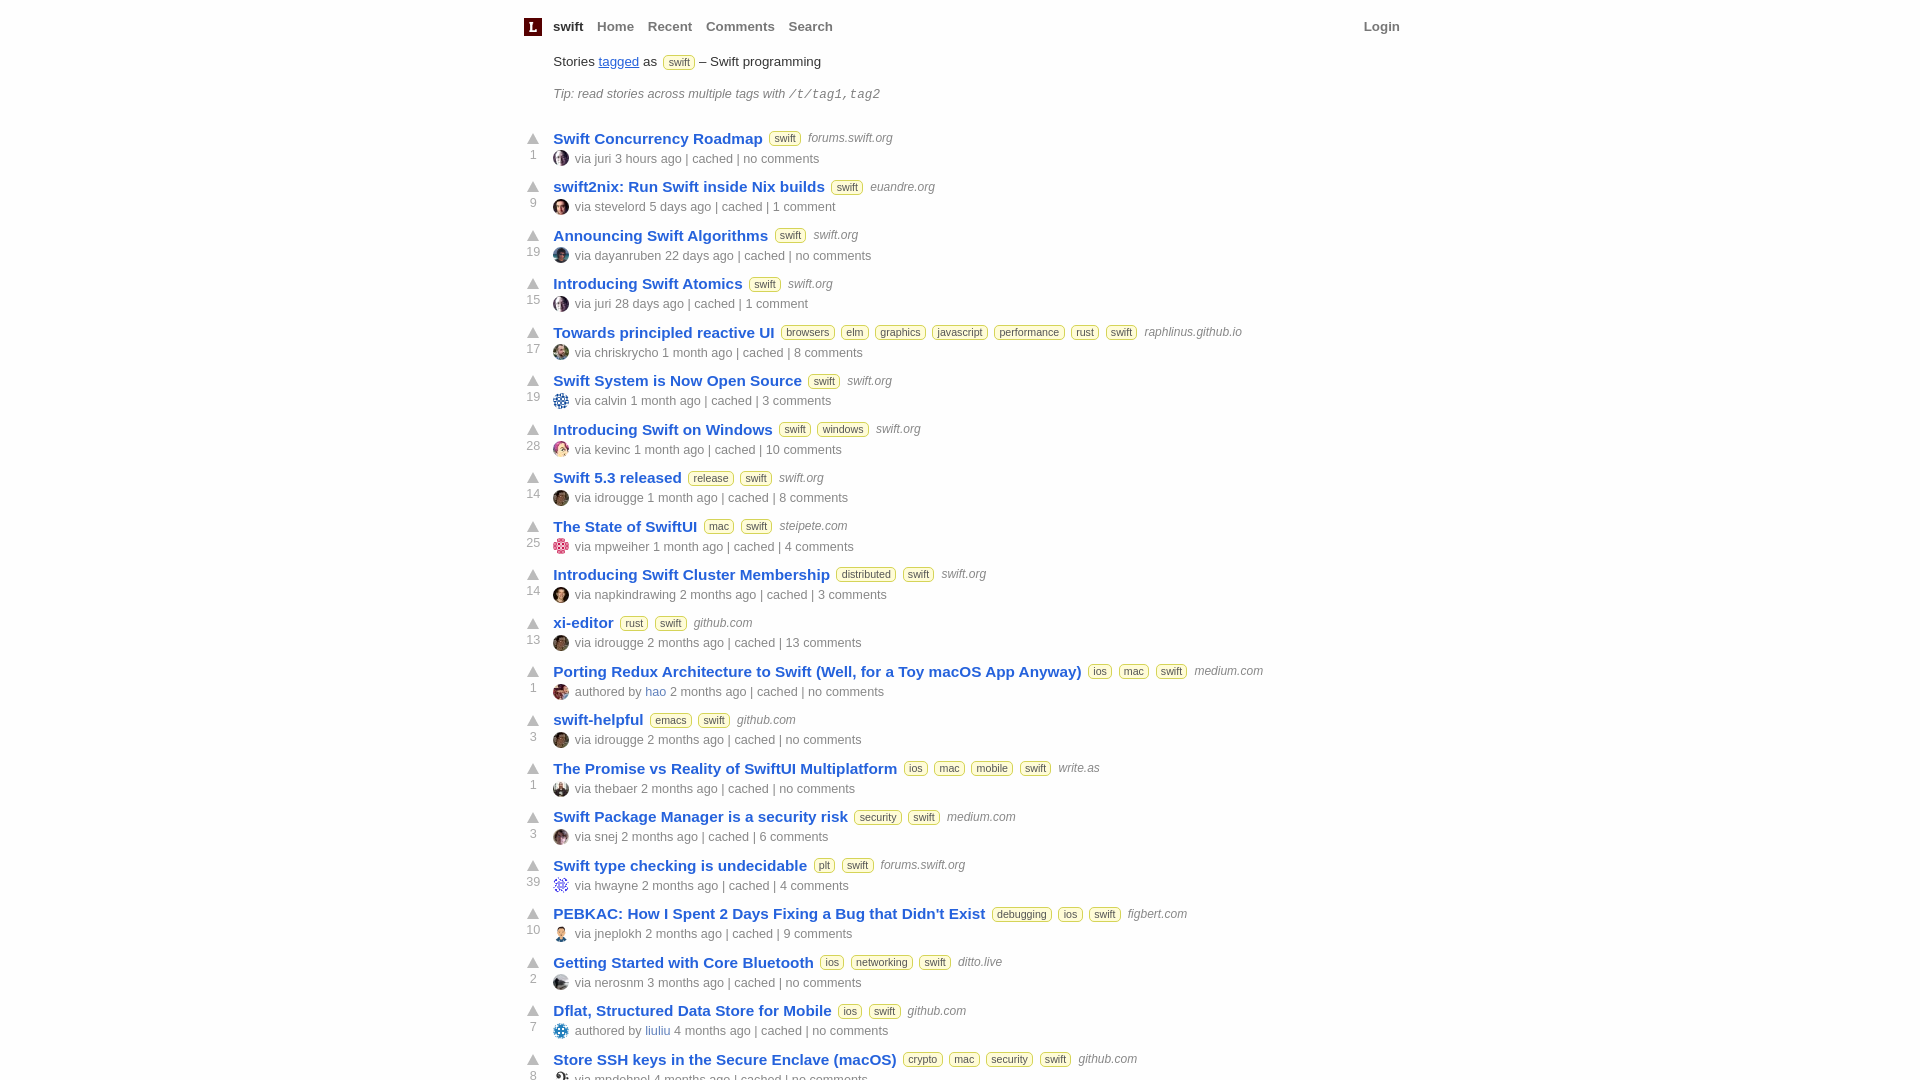 L swift Home Recent Comments Search Login
Stories tagged as swift – Swift programming
Tip: read stories across multiple tags with /t/tag1,tag2
Swift Concurrency Roadmap swift forums.swift.org
1 via juri 3 hours ago | cached | no comments
swift2nix: Run Swift inside Nix builds swift euandre.org
9 via stevelord 5 days ago | cached | 1 comment
Announcing Swift Algorithms swift swift.org
19 via dayanruben 22 days ago | cached | no comments
Introducing Swift Atomics swift swift.org
15 via juri 28 days ago | cached | 1 comment
Towards principled reactive UI browsers elm graphics javascript performance rust swift raphlinus.github.io
17 via chriskrycho 1 month ago | cached | 8 comments
Swift System is Now Open Source swift swift.org
19 via calvin 1 month ago | cached | 3 comments
Introducing Swift on Windows swift windows swift.org
28 via kevinc 1 month ago | cached | 10 comments
Swift 5.3 released release swift swift.org
14 via idrougge 1 month ago | cached | 8 comments
The State of SwiftUI mac swift steipete.com
25 via mpweiher 1 month ago | cached | 4 comments
Introducing Swift Cluster Membership distributed swift swift.org
14 via napkindrawing 2 months ago | cached | 3 comments
xi-editor rust swift github.com
13 via idrougge 2 months ago | cached | 13 comments
Porting Redux Architecture to Swift (Well, for a Toy macOS App Anyway) ios mac swift medium.com
1 authored by hao 2 months ago | cached | no comments
swift-helpful emacs swift github.com
3 via idrougge 2 months ago | cached | no comments
The Promise vs Reality of SwiftUI Multiplatform ios mac mobile swift write.as
1 via thebaer 2 months ago | cached | no comments
Swift Package Manager is a security risk security swift medium.com
3 via snej 2 months ago | cached | 6 comments
Swift type checking is undecidable plt swift forums.swift.org
39 via hwayne 2 months ago | cached | 4 comments
PEBKAC: How I Spent 2 Days Fixing a Bug that Didn't Exist debugging ios swift figbert.com
10 via jneplokh 2 months ago | cached | 9 comments
Getting Started with Core Bluetooth ios networking swift ditto.live
2 via nerosnm 3 months ago | cached | no comments
Dflat, Structured Data Store for Mobile ios swift github.com
7 authored by liuliu 4 months ago | cached | no comments
Store SSH keys in the Secure Enclave (macOS) crypto mac security swift github.com
8 via mpdehnel 4 months ago | cached | no comments